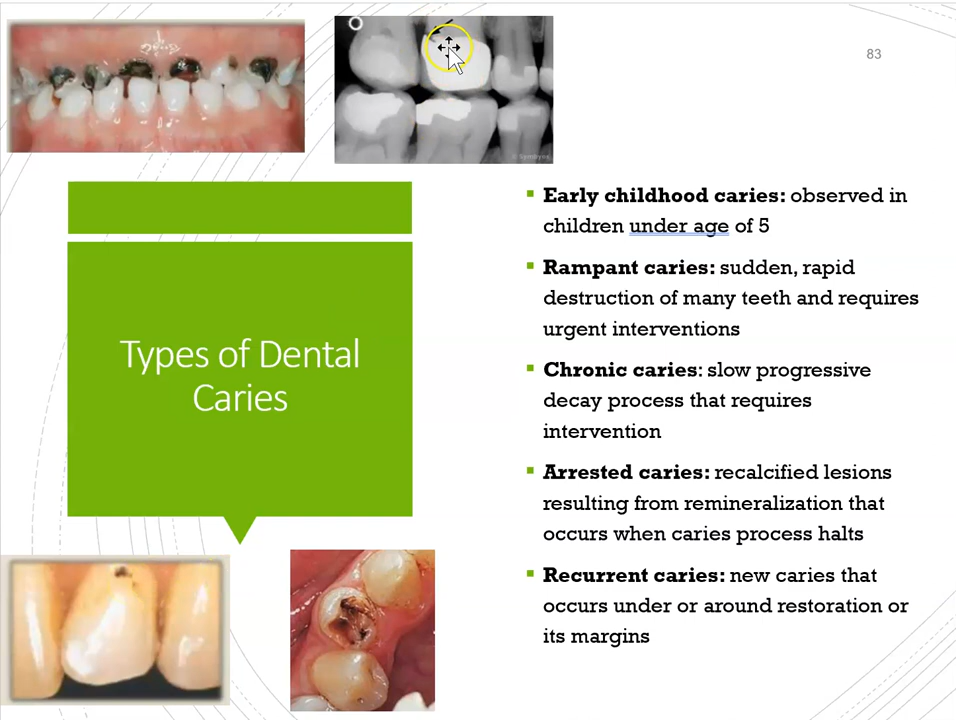 83
Types of Dental
Caries
▪ Early childhood caries: observed in
children under age of 5
▪ Rampant caries: sudden, rapid
destruction of many teeth and requires
urgent interventions
▪ Chronic caries: slow progressive
decay process that requires
intervention
▪ Arrested caries: recalcified lesions
resulting from remineralization that
occurs when caries process halts
▪ Recurrent caries: new caries that
occurs under or around restoration or
its margins